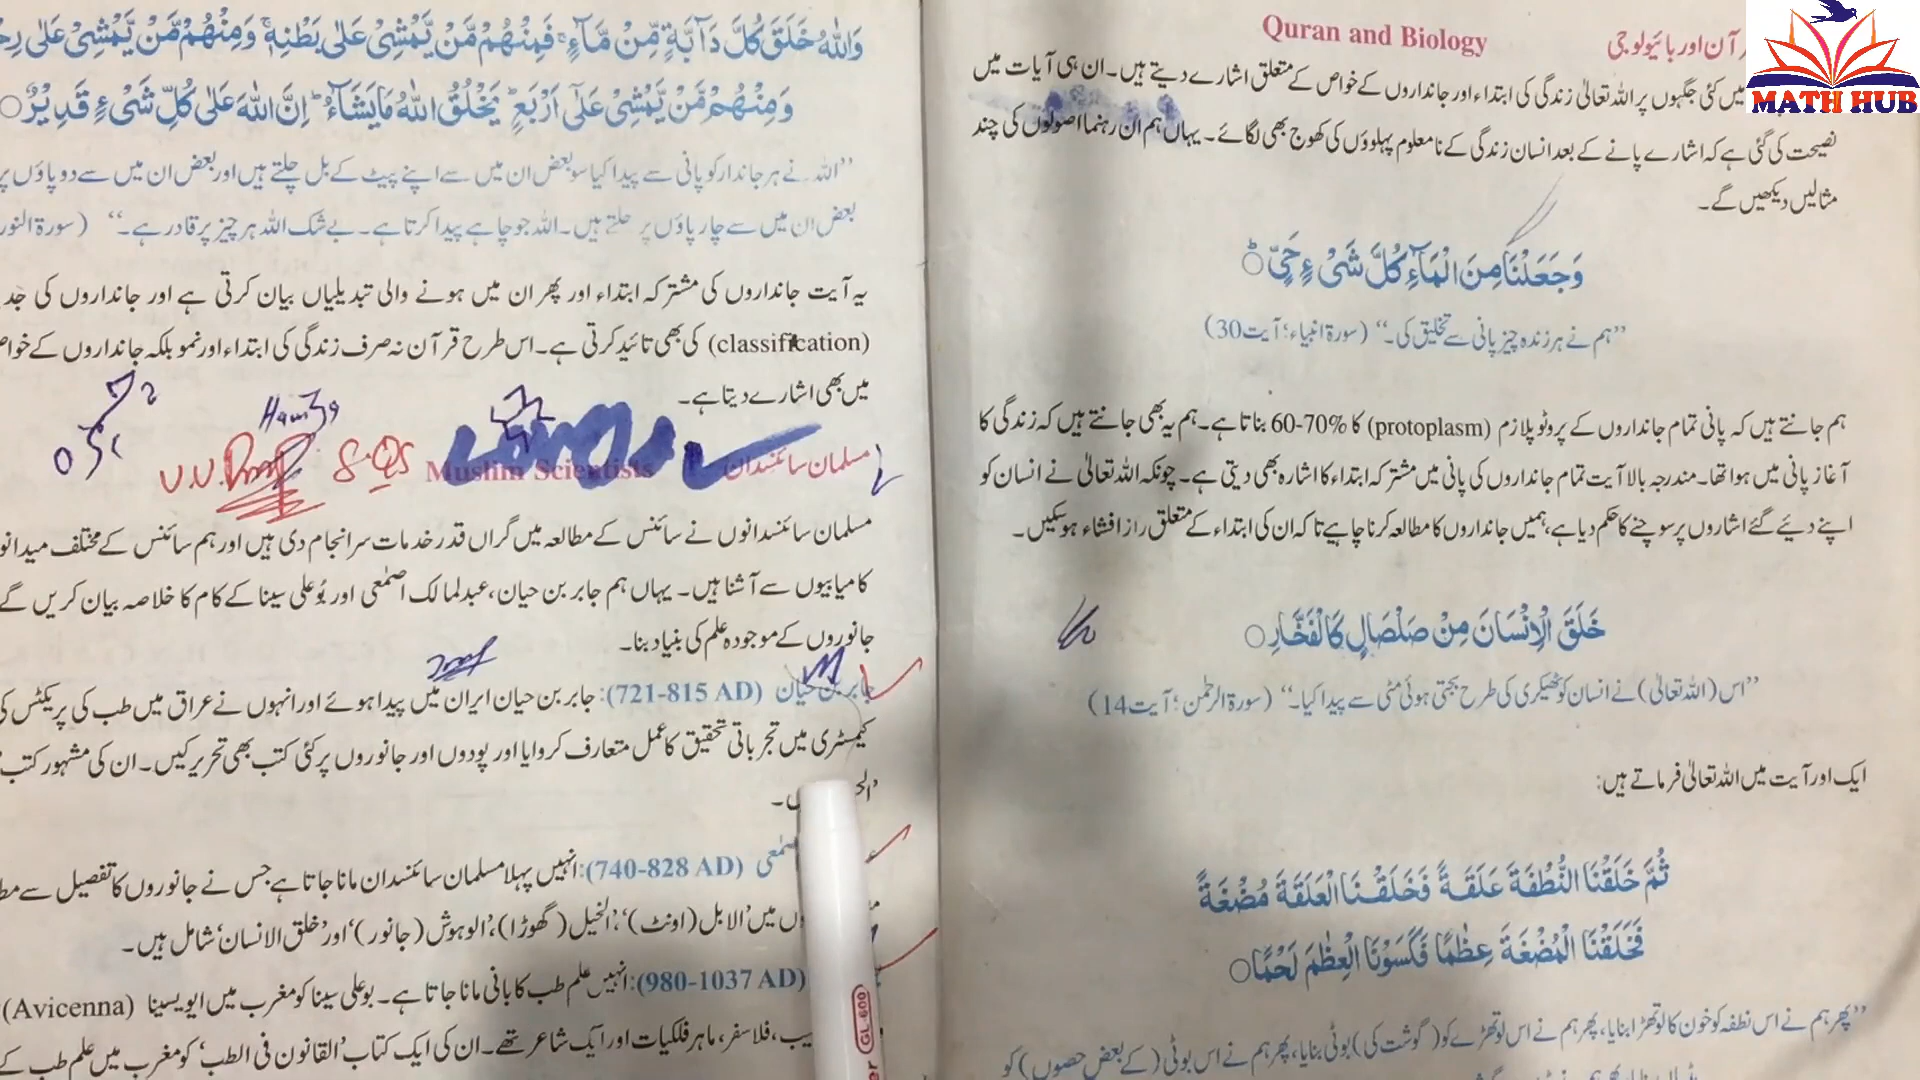 Quran and Biology
آن اور بائیولوجی
میں کئی جگہوں پر اللہ تعالیٰ زندگی کی ابتداء اور جانداروں کے خواص کے متعلق اشارے دیتے ہیں۔ ان ہی آیات میں
نصیحت کی گئی ہے کہ اشارے پانے کے بعد انسان زندگی کے نامعلوم پہلوؤں کی کھوج بھی لگائے۔ یہاں ہم ان رہنما اصولوں کی چند
مثالیں دیکھیں گے۔
وَجَعَلْنَا مِنَ الْمَآءِ كُلَّ شَیْءٍ حَیٍّ
”ہم نے ہر زندہ چیز پانی سے تخلیق کی۔“ (سورۃ انبیاء؛ آیت 30)
ہم جانتے ہیں کہ پانی تمام جانداروں کے پروٹوپلازم (protoplasm) کا 60-70% بناتا ہے۔ ہم یہ بھی جانتے ہیں کہ زندگی کا
آغاز پانی میں ہوا تھا۔ مندرجہ بالا آیت تمام جانداروں کی پانی میں مشترکہ ابتداء کا اشارہ بھی دیتی ہے۔ چونکہ اللہ تعالیٰ نے انسان کو
اپنے دیئے گئے اشاروں پر سوچنے کا حکم دیا ہے، ہمیں جانداروں کا مطالعہ کرنا چاہیے تاکہ ان کی ابتداء کے متعلق راز افشاء ہوسکیں۔
خَلَقَ الْاِنْسَانَ مِنْ صَلْصَالٍ كَالْفَخَّارِ
”اس (اللہ تعالیٰ) نے انسان کو ٹھیکری کی طرح بجتی ہوئی مٹی سے پیدا کیا۔“ (سورۃ الرحمٰن؛ آیت 14)
ایک اور آیت میں اللہ تعالیٰ فرماتے ہیں:
ثُمَّ خَلَقْنَا النُّطْفَةَ عَلَقَةً فَخَلَقْنَا الْعَلَقَةَ مُضْغَةً
فَخَلَقْنَا الْمُضْغَةَ عِظٰمًا فَكَسَوْنَا الْعِظٰمَ لَحْمًا
”پھر ہم نے اس نطفہ کو خون کا لوتھڑا بنایا، پھر ہم نے اس لوتھڑے کو (گوشت کی) بوٹی بنایا، پھر ہم نے اس بوٹی (کے بعض حصوں) کو
وَاللّٰهُ خَلَقَ كُلَّ دَآبَّةٍ مِّنْ مَّآءٍ فَمِنْهُمْ مَّنْ يَّمْشِیْ عَلٰی بَطْنِهٖ وَمِنْهُمْ مَّنْ يَّمْشِیْ عَلٰی
وَمِنْهُمْ مَّنْ يَّمْشِیْ عَلٰۤی اَرْبَعٍ يَخْلُقُ اللّٰهُ مَا يَشَآءُ اِنَّ اللّٰهَ عَلٰی كُلِّ شَیْءٍ قَدِيْرٌ
”اللہ نے ہر جاندار کو پانی سے پیدا کیا سو بعض ان میں سے اپنے پیٹ کے بل چلتے ہیں اور بعض ان میں سے دو پاؤں پر
بعض ان میں سے چار پاؤں پر چلتے ہیں۔ اللہ جو چاہے پیدا کرتا ہے۔ بے شک اللہ ہر چیز پر قادر ہے۔“ (سورۃ النور
یہ آیت جانداروں کی مشترکہ ابتداء اور پھر ان میں ہونے والی تبدیلیاں بیان کرتی ہے اور جانداروں کی جد
(classification) کی بھی تائید کرتی ہے۔ اس طرح قرآن نہ صرف زندگی کی ابتداء اور نمو بلکہ جانداروں کے خواص
میں بھی اشارے دیتا ہے۔
Hamza
مسلمان سائنسدان Muslim Scientists
مسلمان سائنسدانوں نے سائنس کے مطالعہ میں گراں قدر خدمات سرانجام دی ہیں اور ہم سائنس کے مختلف میدانو
کامیابیوں سے آشنا ہیں۔ یہاں ہم جابر بن حیان، عبدلمالک اصمٰعی اور بُو علی سینا کے کام کا خلاصہ بیان کریں گے
جانوروں کے موجودہ علم کی بنیاد بنا۔
جابر بن حیان (721-815 AD): جابر بن حیان ایران میں پیدا ہوئے اور انہوں نے عراق میں طب کی پریکٹس کی
کیمسٹری میں تجرباتی تحقیق کا عمل متعارف کروایا اور پودوں اور جانوروں پر کئی کتب بھی تحریر کیں۔ ان کی مشہور کتب
(740-828 AD): انہیں پہلا مسلمان سائنسدان مانا جاتا ہے جس نے جانوروں کا تفصیل سے
میں ’الابل (اونٹ)‘، ’الخیل (گھوڑا)‘، ’الوہوش (جانور)‘ اور ’خلق الانسان‘ شامل ہیں۔
(980-1037 AD): انہیں علم طب کا بانی مانا جاتا ہے۔ بو علی سینا کو مغرب میں ایویسینا (Avicenna)
، فلاسفر، ماہر فلکیات اور ایک شاعر تھے۔ ان کی ایک کتاب ’القانون فی الطب‘ کو مغرب میں علم طب کے
GL-600
MATH HUB